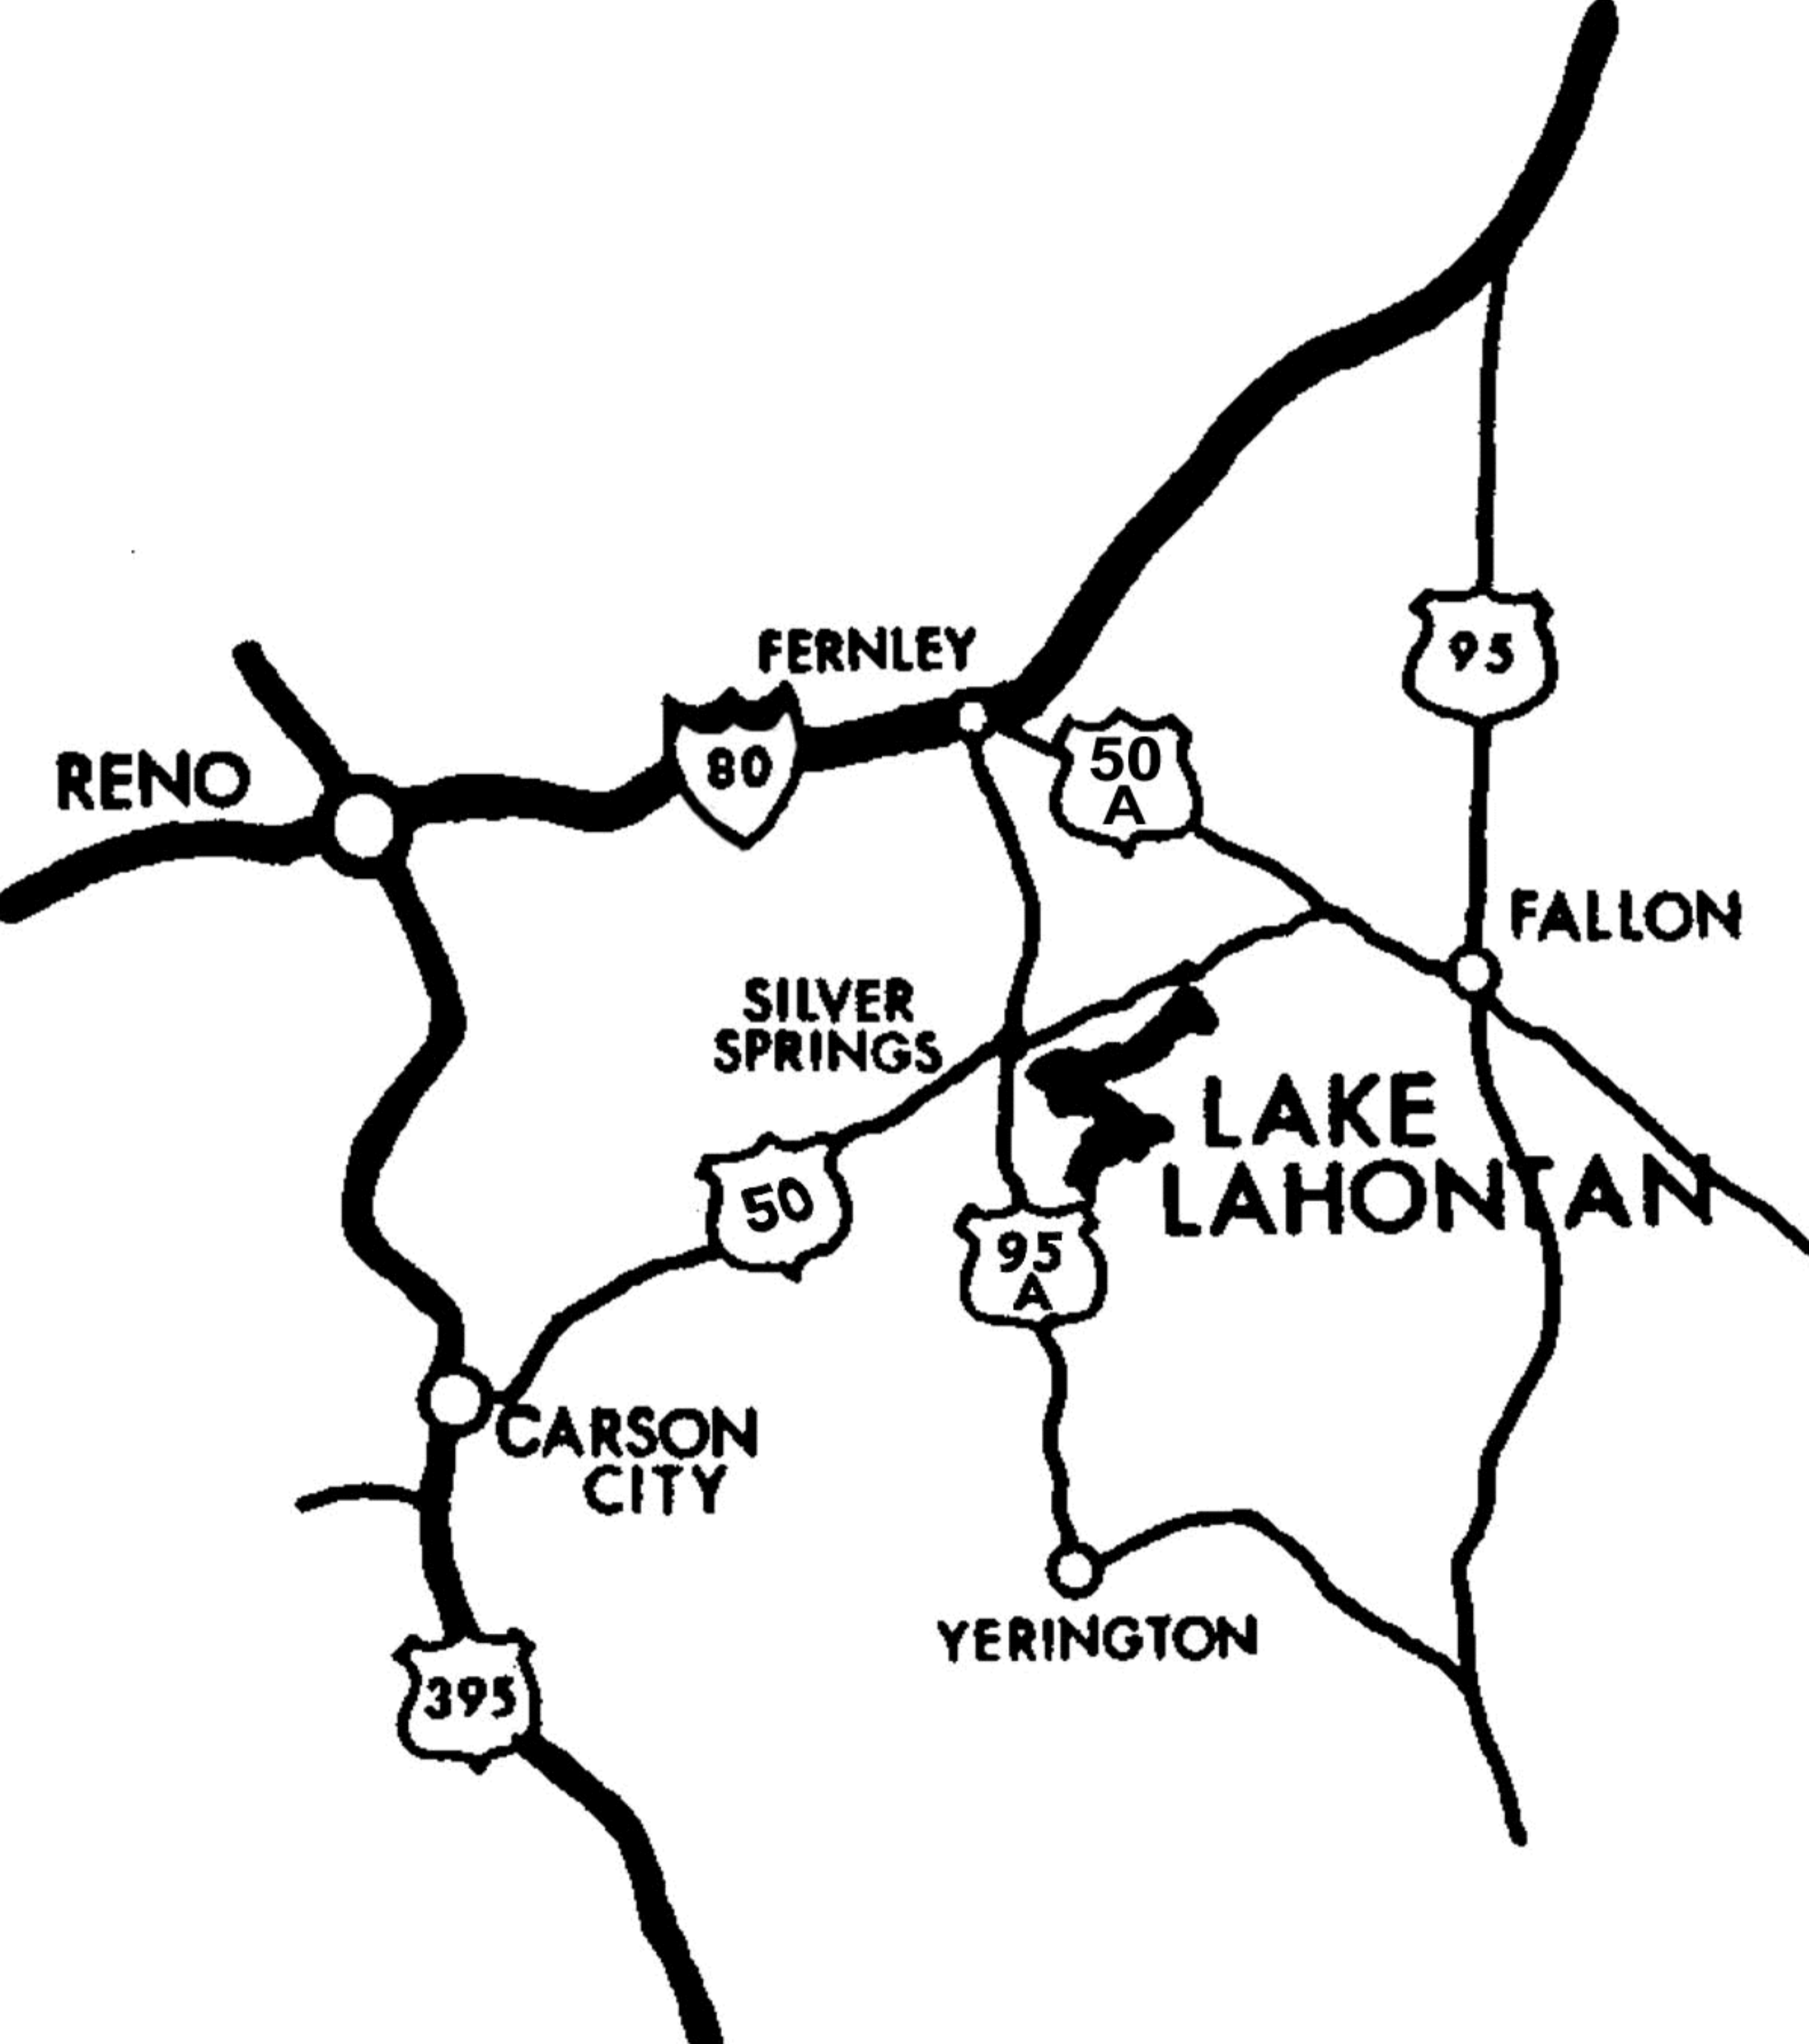 FERNLEY
95
RENO
80
50
A
FALLON
SILVER
SPRINGS
LAKE
LAHONTAN
50
95
A
CARSON
CITY
YERINGTON
395